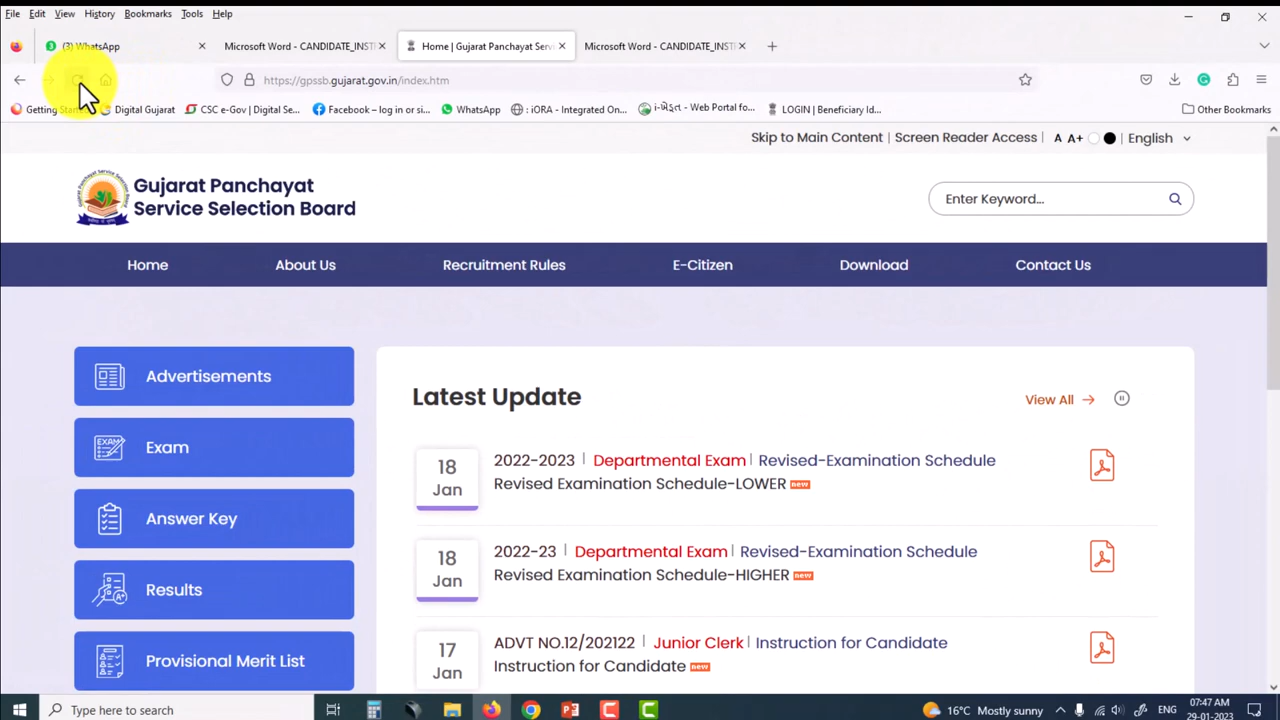 File Edit View History Bookmarks Tools Help
(3) WhatsApp
Microsoft Word - CANDIDATE_INST
Home | Gujarat Panchayat Serv
Microsoft Word - CANDIDATE_INST
https://gpssb.gujarat.gov.in/index.htm
Getting Digital Gujarat CSC e-Gov | Digital Se... Facebook – log in or si... WhatsApp : iORA - Integrated On... - Web Portal fo... LOGIN | Beneficiary Id... Other Bookmarks
Skip to Main Content Screen Reader Access A A+ English
Gujarat Panchayat
Service Selection Board
Enter Keyword...
Home About Us Recruitment Rules E-Citizen Download Contact Us
Advertisements
Exam
Answer Key
Results
Provisional Merit List
Latest Update
View All
18 Jan
2022-2023 | Departmental Exam | Revised-Examination Schedule
Revised Examination Schedule-LOWER new
18 Jan
2022-23 | Departmental Exam | Revised-Examination Schedule
Revised Examination Schedule-HIGHER new
17 Jan
ADVT NO.12/202122 | Junior Clerk | Instruction for Candidate
Instruction for Candidate new
Type here to search
16°C Mostly sunny
ENG
07:47 AM
29-01-2023